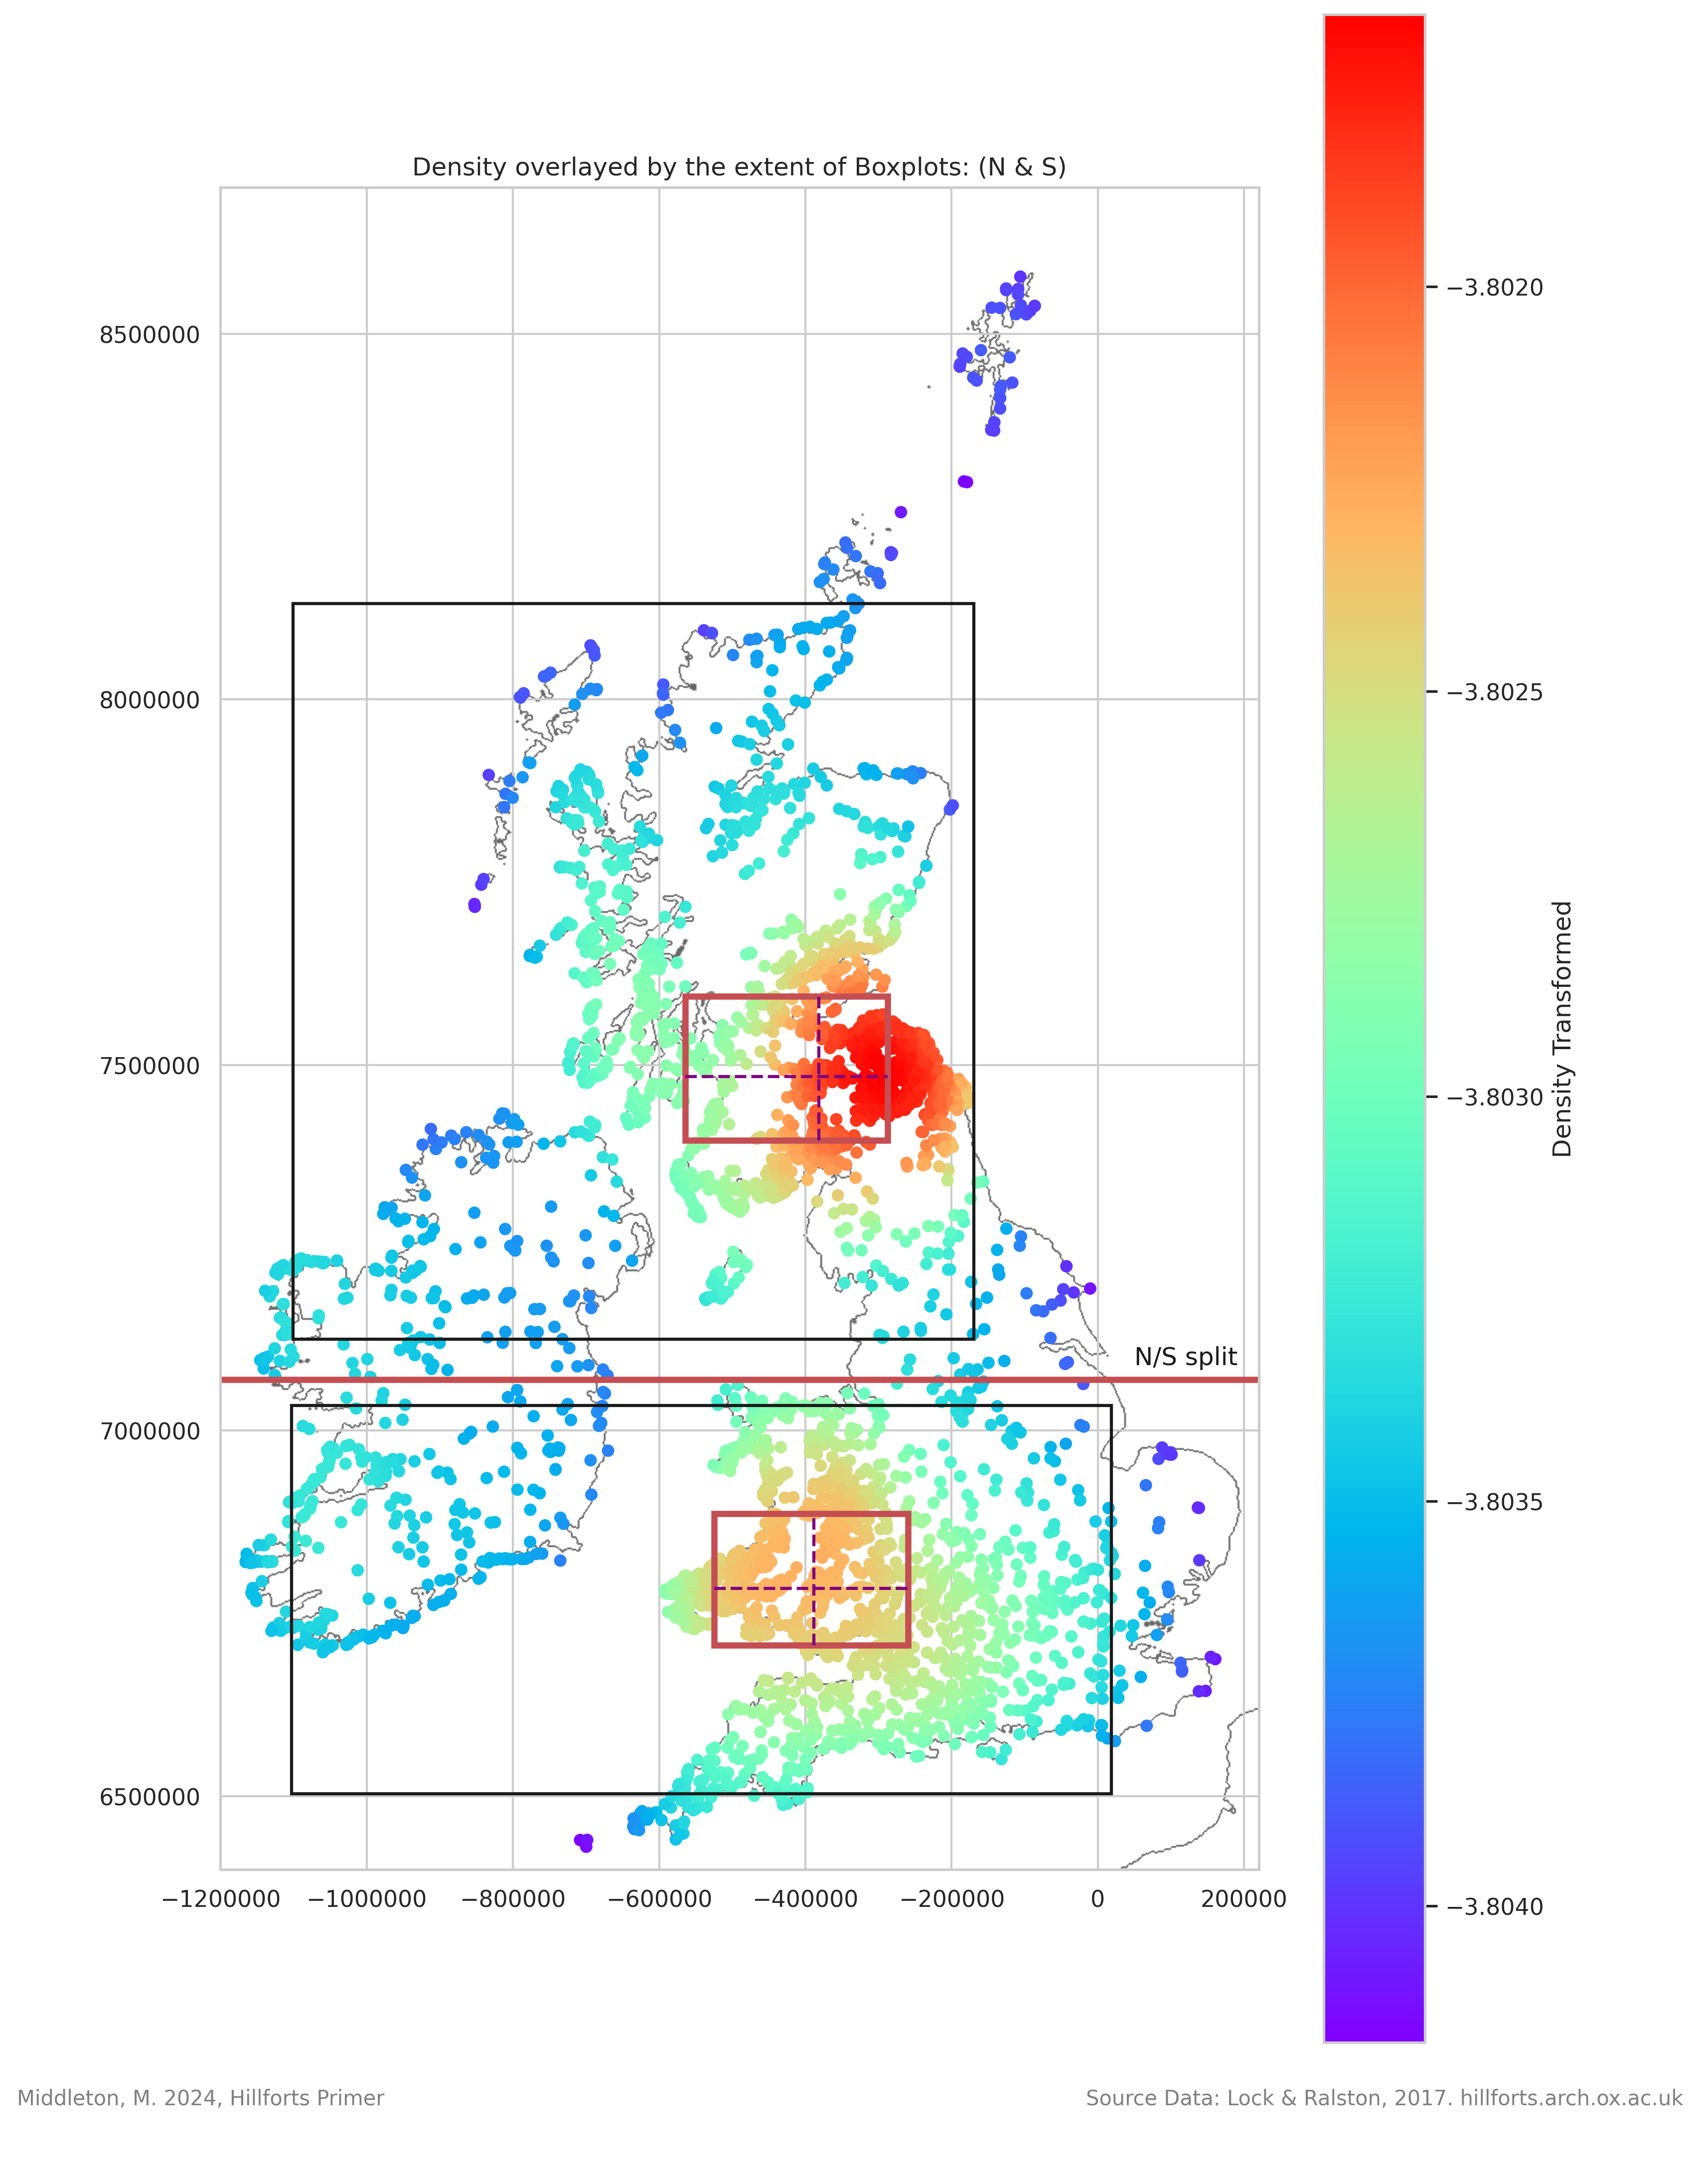 Density overlayed by the extent of Boxplots: (N & S)
8500000
8000000
7500000
7000000
6500000
N/S split
−1200000 −1000000 −800000 −600000 −400000 −200000 0 200000
−3.8020
−3.8025
−3.8030
−3.8035
−3.8040
Density Transformed
Middleton, M. 2024, Hillforts Primer
Source Data: Lock & Ralston, 2017. hillforts.arch.ox.ac.uk